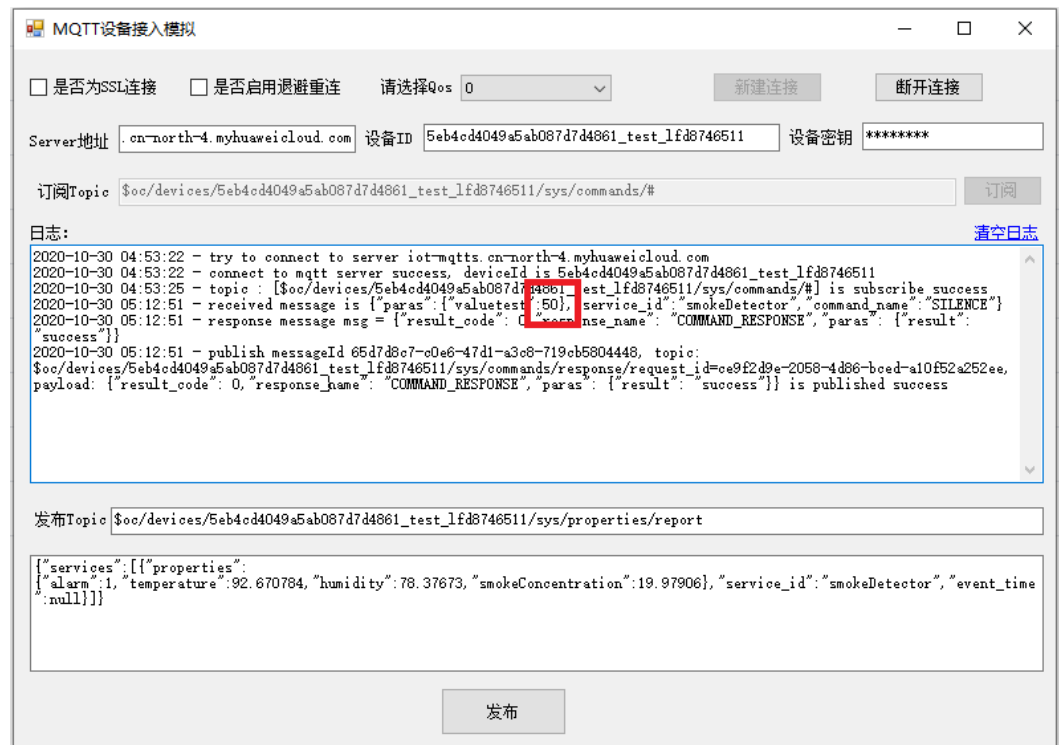 MQTT设备接入模拟
是否为SSL连接 是否启用退避重连 请选择Qos 0 新建连接 断开连接
Server地址 .cn-north-4.myhuaweicloud.com 设备ID 5eb4cd4049a5ab087d7d4861_test_lfd8746511 设备密钥 ********
订阅Topic $oc/devices/5eb4cd4049a5ab087d7d4861_test_lfd8746511/sys/commands/# 订阅
日志: 清空日志
2020-10-30 04:53:22 - try to connect to server iot-mqtts.cn-north-4.myhuaweicloud.com
2020-10-30 04:53:22 - connect to mqtt server success, deviceId is 5eb4cd4049a5ab087d7d4861_test_lfd8746511
2020-10-30 04:53:25 - topic : [$oc/devices/5eb4cd4049a5ab087d7d4861_test_lfd8746511/sys/commands/#] is subscribe success
2020-10-30 05:12:51 - received message is {"paras":{"valuetest":50},"service_id":"smokeDetector","command_name":"SILENCE"}
2020-10-30 05:12:51 - response message msg = {"result_code": 0,"response_name": "COMMAND_RESPONSE","paras": {"result":
"success"}}
2020-10-30 05:12:51 - publish messageId 65d7d8c7-c0e6-47d1-a3c8-719cb5804448, topic:
$oc/devices/5eb4cd4049a5ab087d7d4861_test_lfd8746511/sys/commands/response/request_id=ce9f2d9e-2058-4d86-bced-a10f52a252ee,
payload: {"result_code": 0,"response_name": "COMMAND_RESPONSE","paras": {"result": "success"}} is published success
发布Topic $oc/devices/5eb4cd4049a5ab087d7d4861_test_lfd8746511/sys/properties/report
{"services":[{"properties":
{"alarm":1,"temperature":92.670784,"humidity":78.37673,"smokeConcentration":19.97906},"service_id":"smokeDetector","event_time
":null}]}
发布